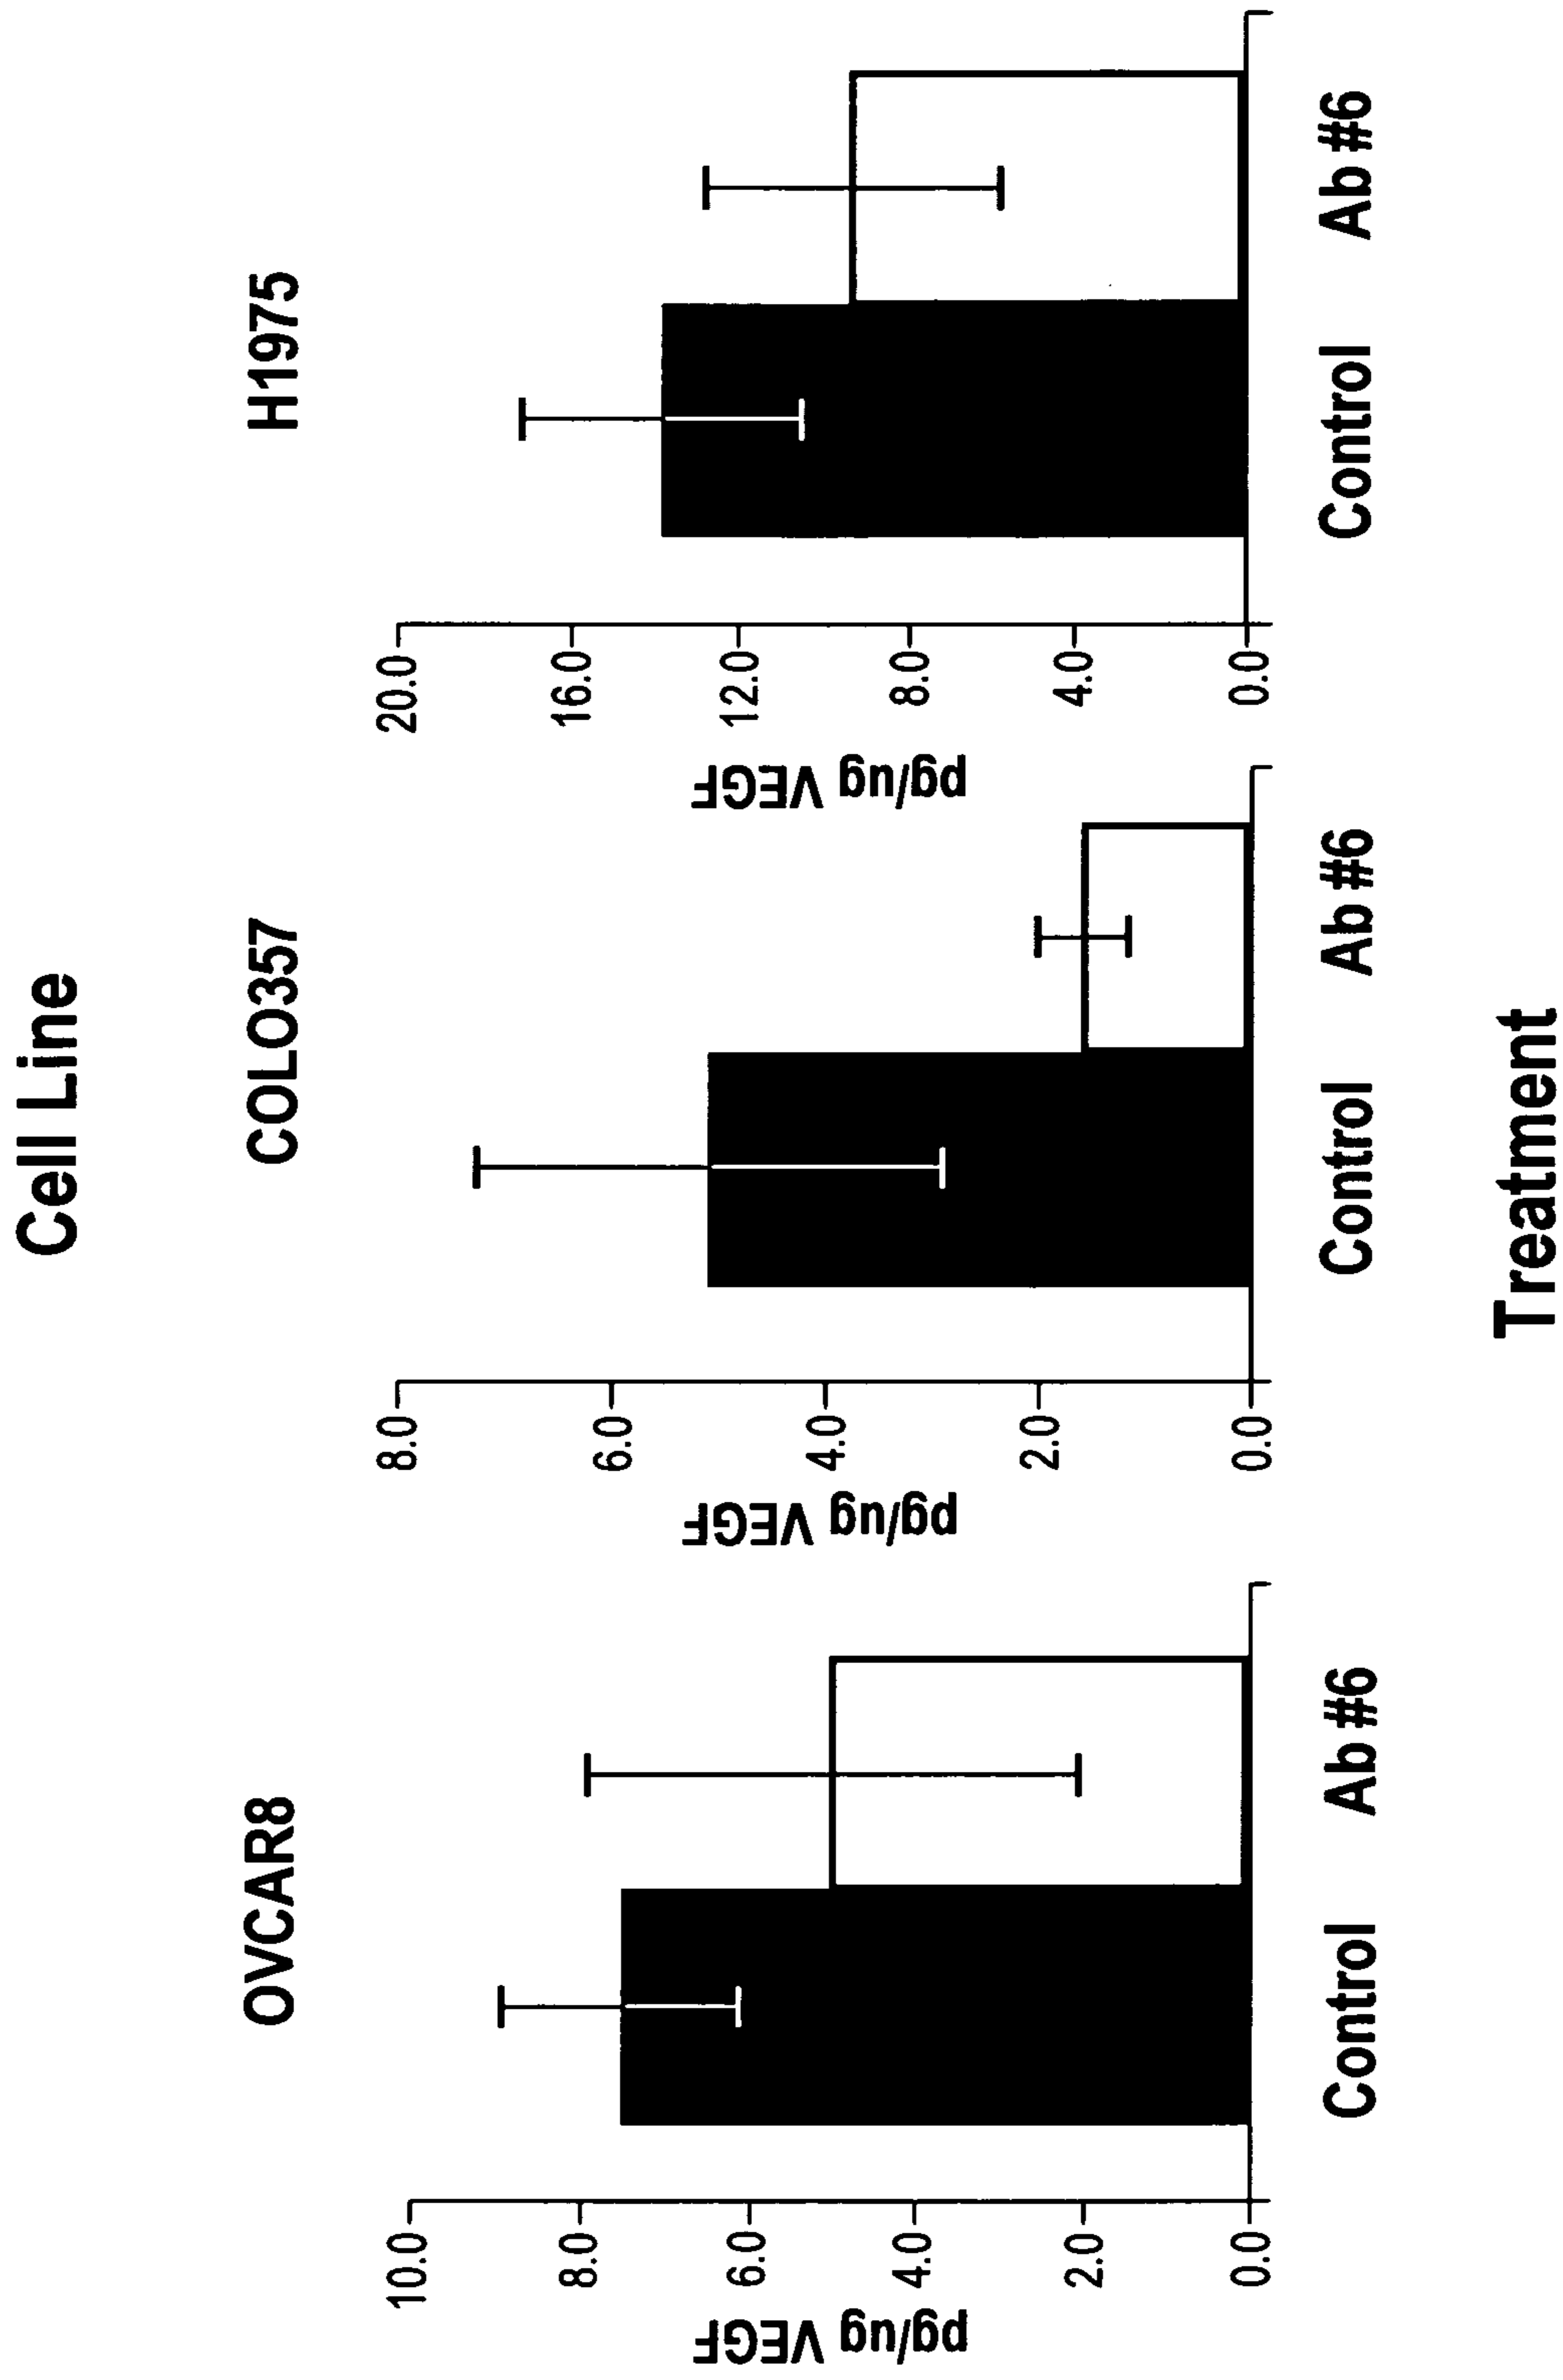 Cell Line
OVCAR8
COLO357
H1975
pg/ug VEGF
10.0
8.0
6.0
4.0
2.0
0.0
Control Ab #6
pg/ug VEGF
8.0
6.0
4.0
2.0
0.0
Control Ab #6
pg/ug VEGF
20.0
16.0
12.0
8.0
4.0
0.0
Control Ab #6
Treatment